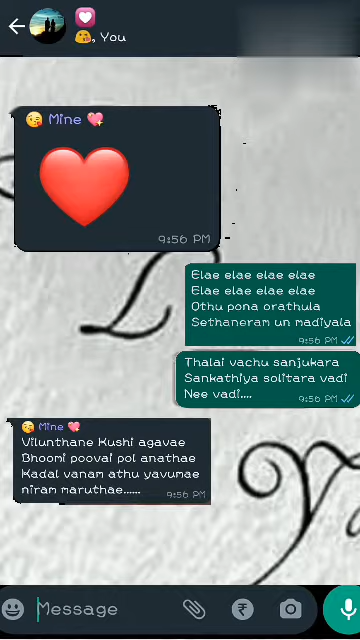 , You
Mine
9:56 PM
Elae elae elae elae
Elae elae elae elae
Othu pona orathula
Sethaneram un madiyala
9:56 PM
Thalai vachu sanjukara
Sankathiya solitara vadi
Nee vadi....
9:56 PM
Mine
Vilunthane Kushi agavae
Bhoomi poovai pol anathae
Kadal vanam athu yavumae
niram maruthae......
9:56 PM
Message